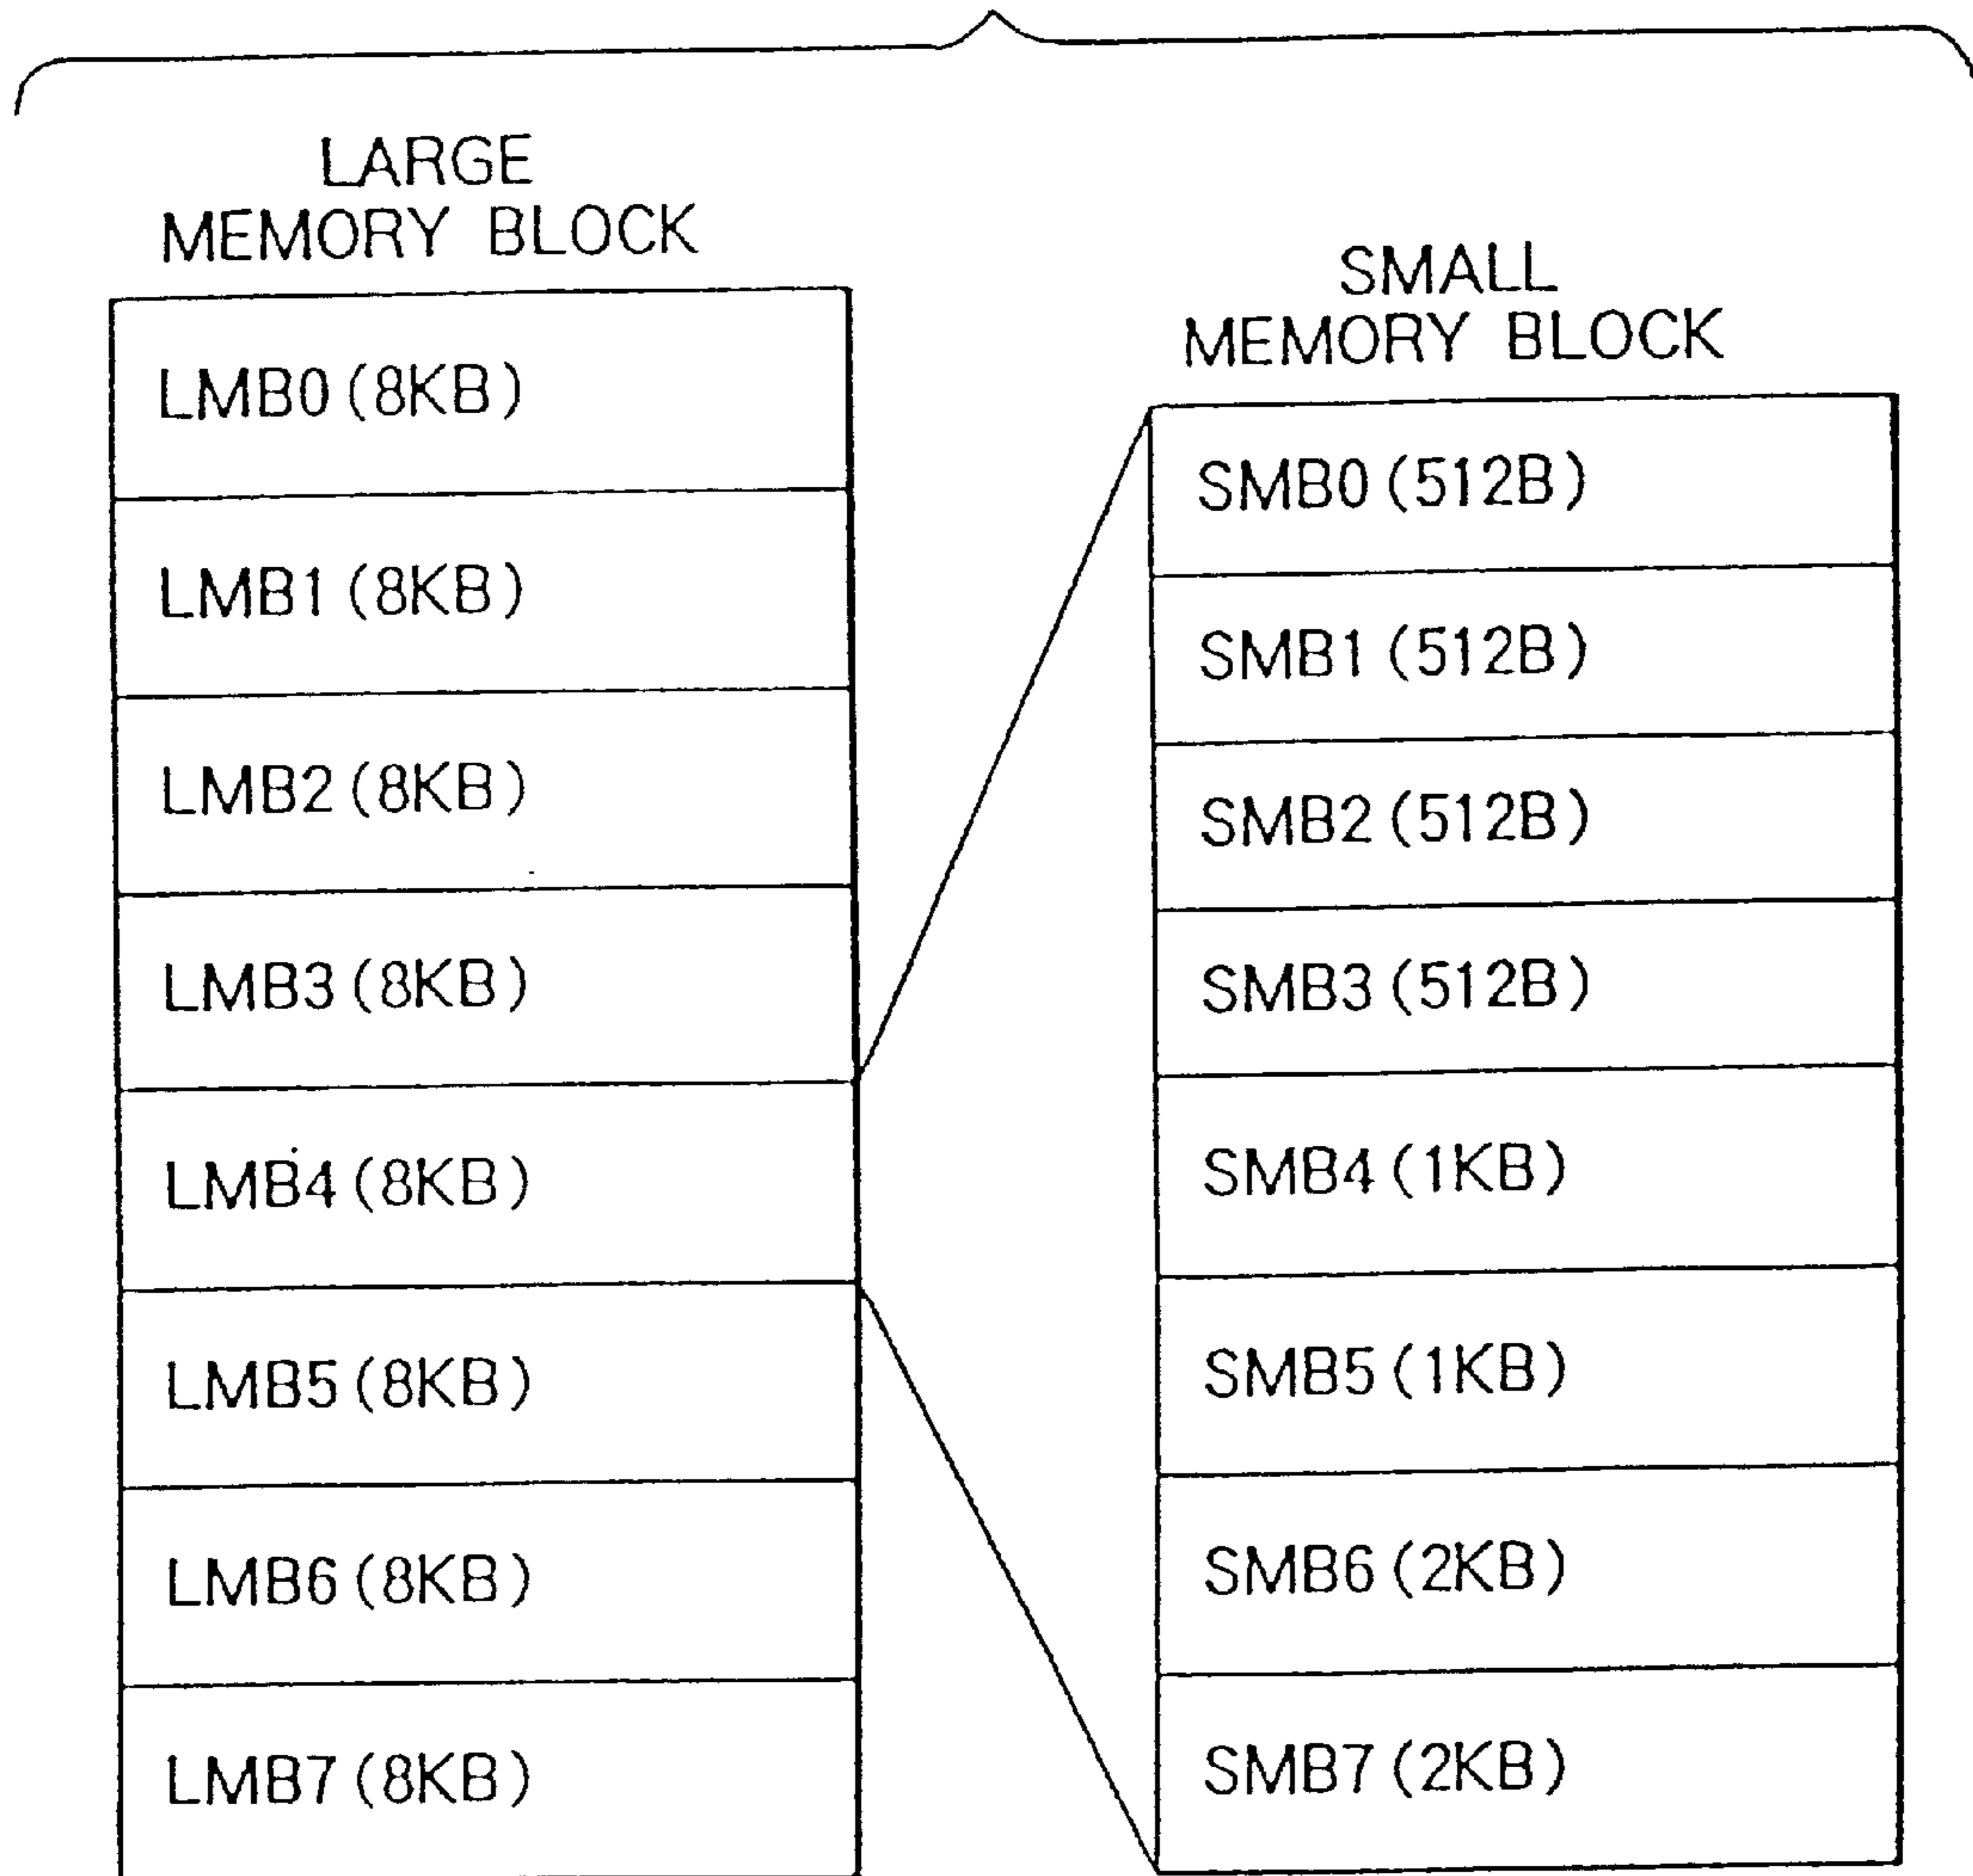 LARGE
MEMORY BLOCK
LMB0(8KB)
LMB1(8KB)
LMB2(8KB)
LMB3(8KB)
LMB4(8KB)
LMB5(8KB)
LMB6(8KB)
LMB7(8KB)
SMALL
MEMORY BLOCK
SMB0(512B)
SMB1(512B)
SMB2(512B)
SMB3(512B)
SMB4(1KB)
SMB5(1KB)
SMB6(2KB)
SMB7(2KB)